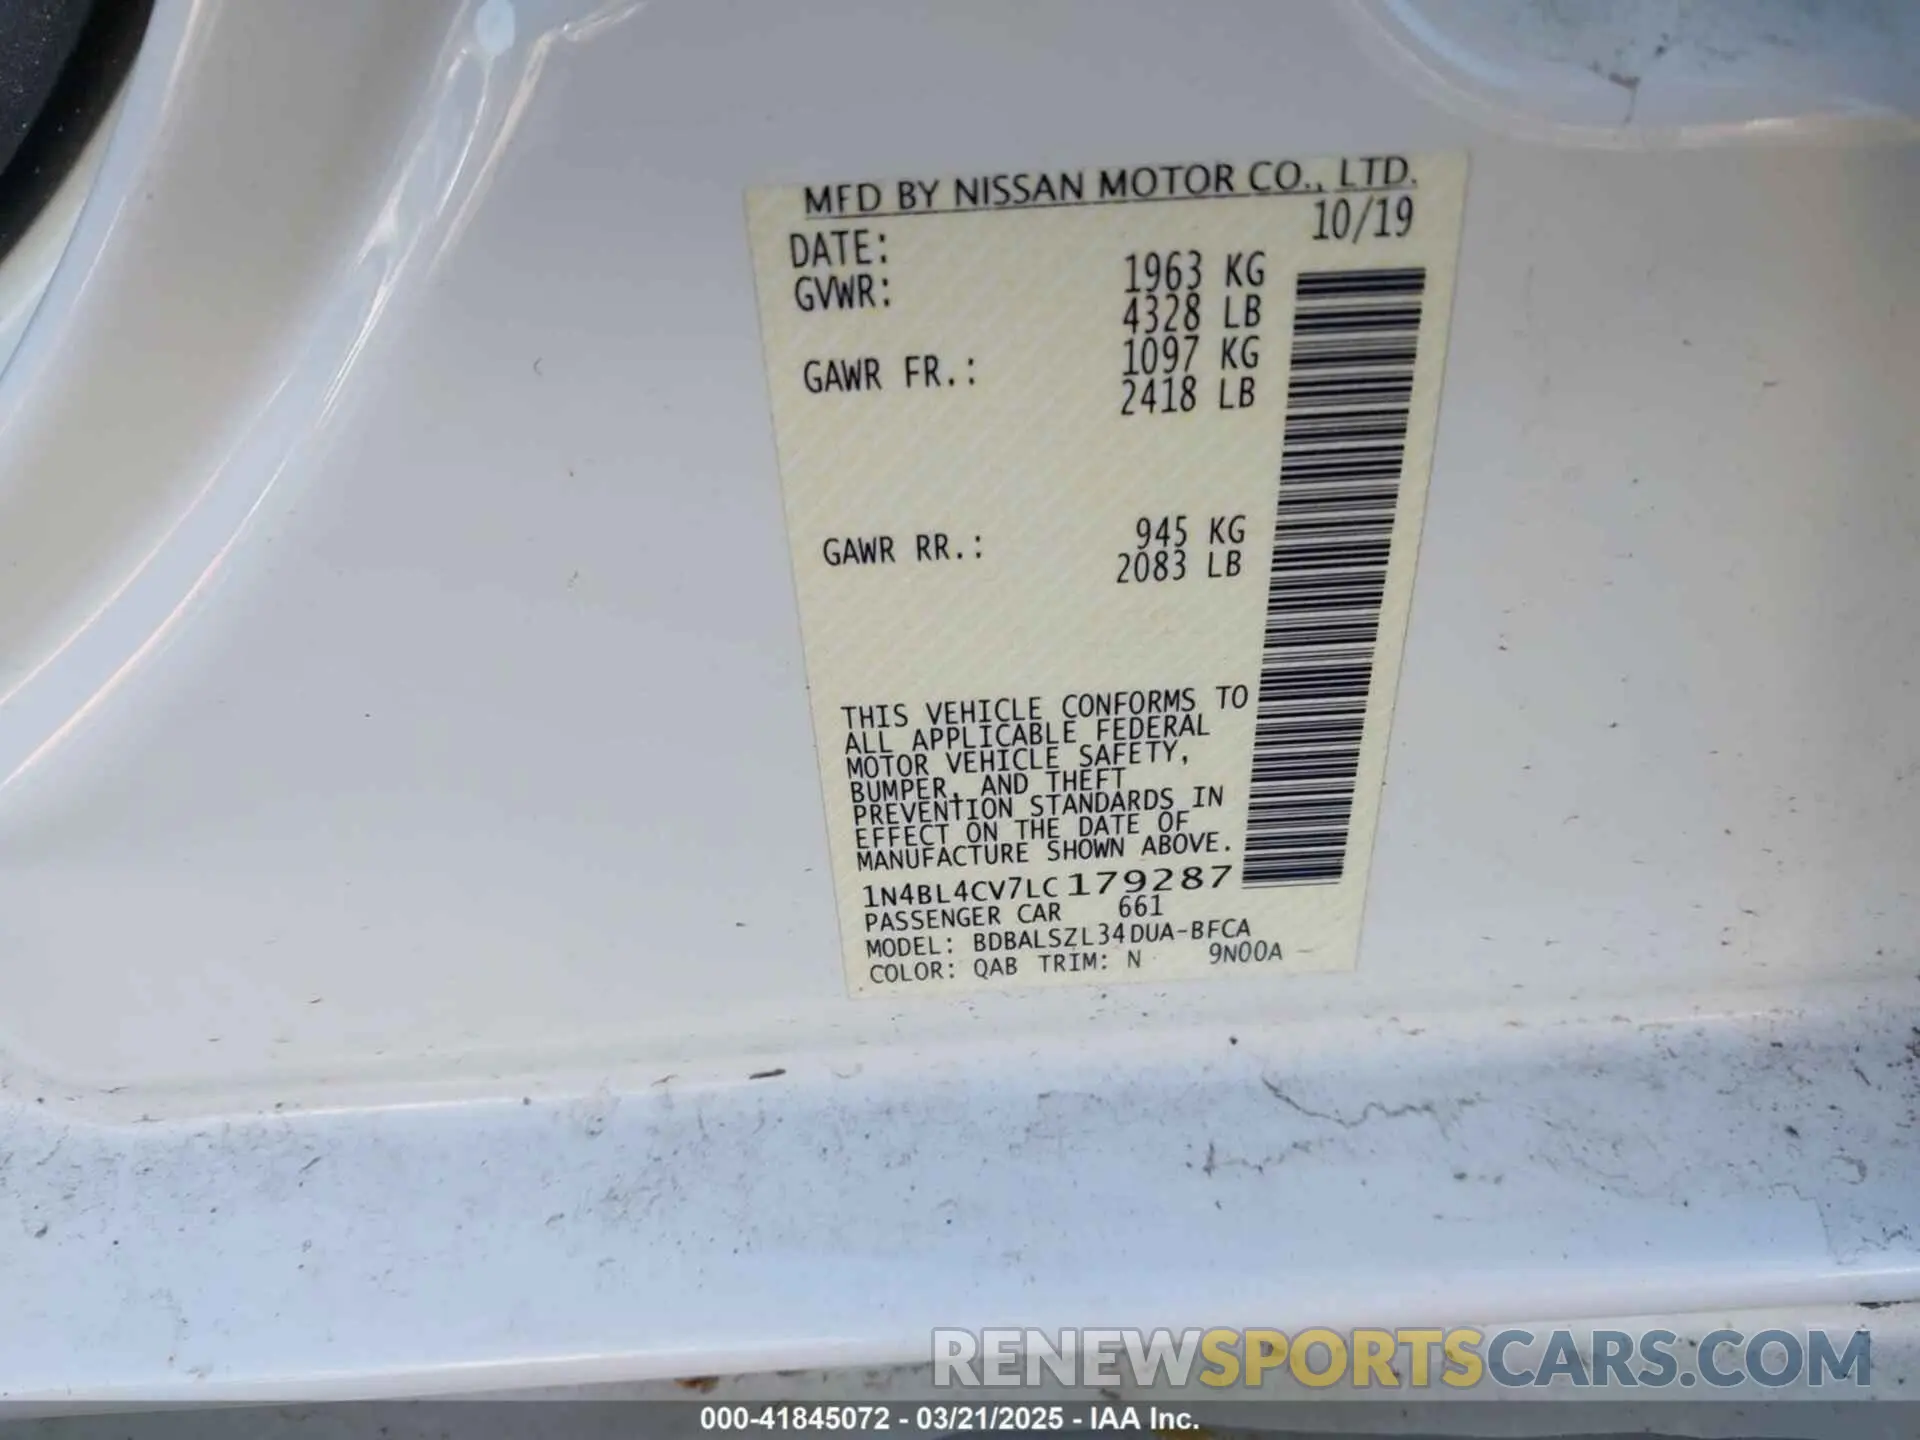 MFD BY NISSAN MOTOR CO., LTD.
DATE: 10/19
GVWR: 1963 KG
4328 LB
GAWR FR.: 1097 KG
2418 LB
GAWR RR.: 945 KG
2083 LB
THIS VEHICLE CONFORMS TO
ALL APPLICABLE FEDERAL
MOTOR VEHICLE SAFETY,
BUMPER, AND THEFT
PREVENTION STANDARDS IN
EFFECT ON THE DATE OF
MANUFACTURE SHOWN ABOVE.
1N4BL4CV7LC179287
PASSENGER CAR 661
MODEL: BDBALSZL34DUA-BFCA
COLOR: QAB TRIM: N 9N00A
RENEWSPORTSCARS.COM
000-41845072 - 03/21/2025 - IAA Inc.